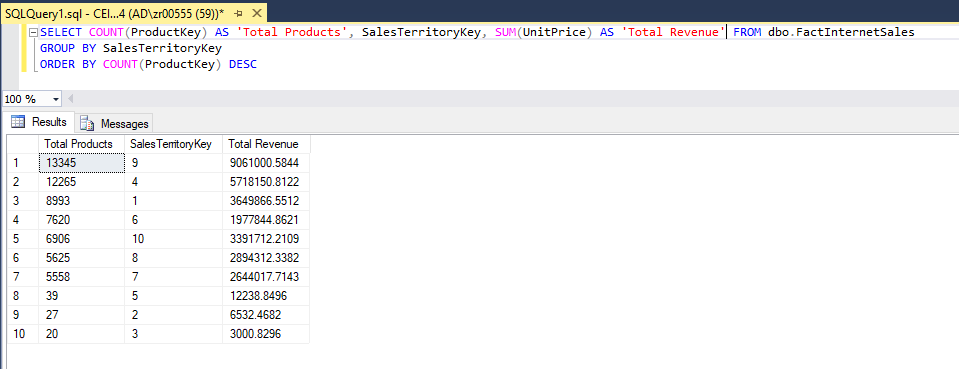 SQLQuery1.sql - CEI...4 (AD\zr00555 (59))*
SELECT COUNT(ProductKey) AS 'Total Products', SalesTerritoryKey, SUM(UnitPrice) AS 'Total Revenue' FROM dbo.FactInternetSales
GROUP BY SalesTerritoryKey
ORDER BY COUNT(ProductKey) DESC
100 %
Results Messages
Total Products SalesTerritoryKey Total Revenue
1 13345 9 9061000.5844
2 12265 4 5718150.8122
3 8993 1 3649866.5512
4 7620 6 1977844.8621
5 6906 10 3391712.2109
6 5625 8 2894312.3382
7 5558 7 2644017.7143
8 39 5 12238.8496
9 27 2 6532.4682
10 20 3 3000.8296